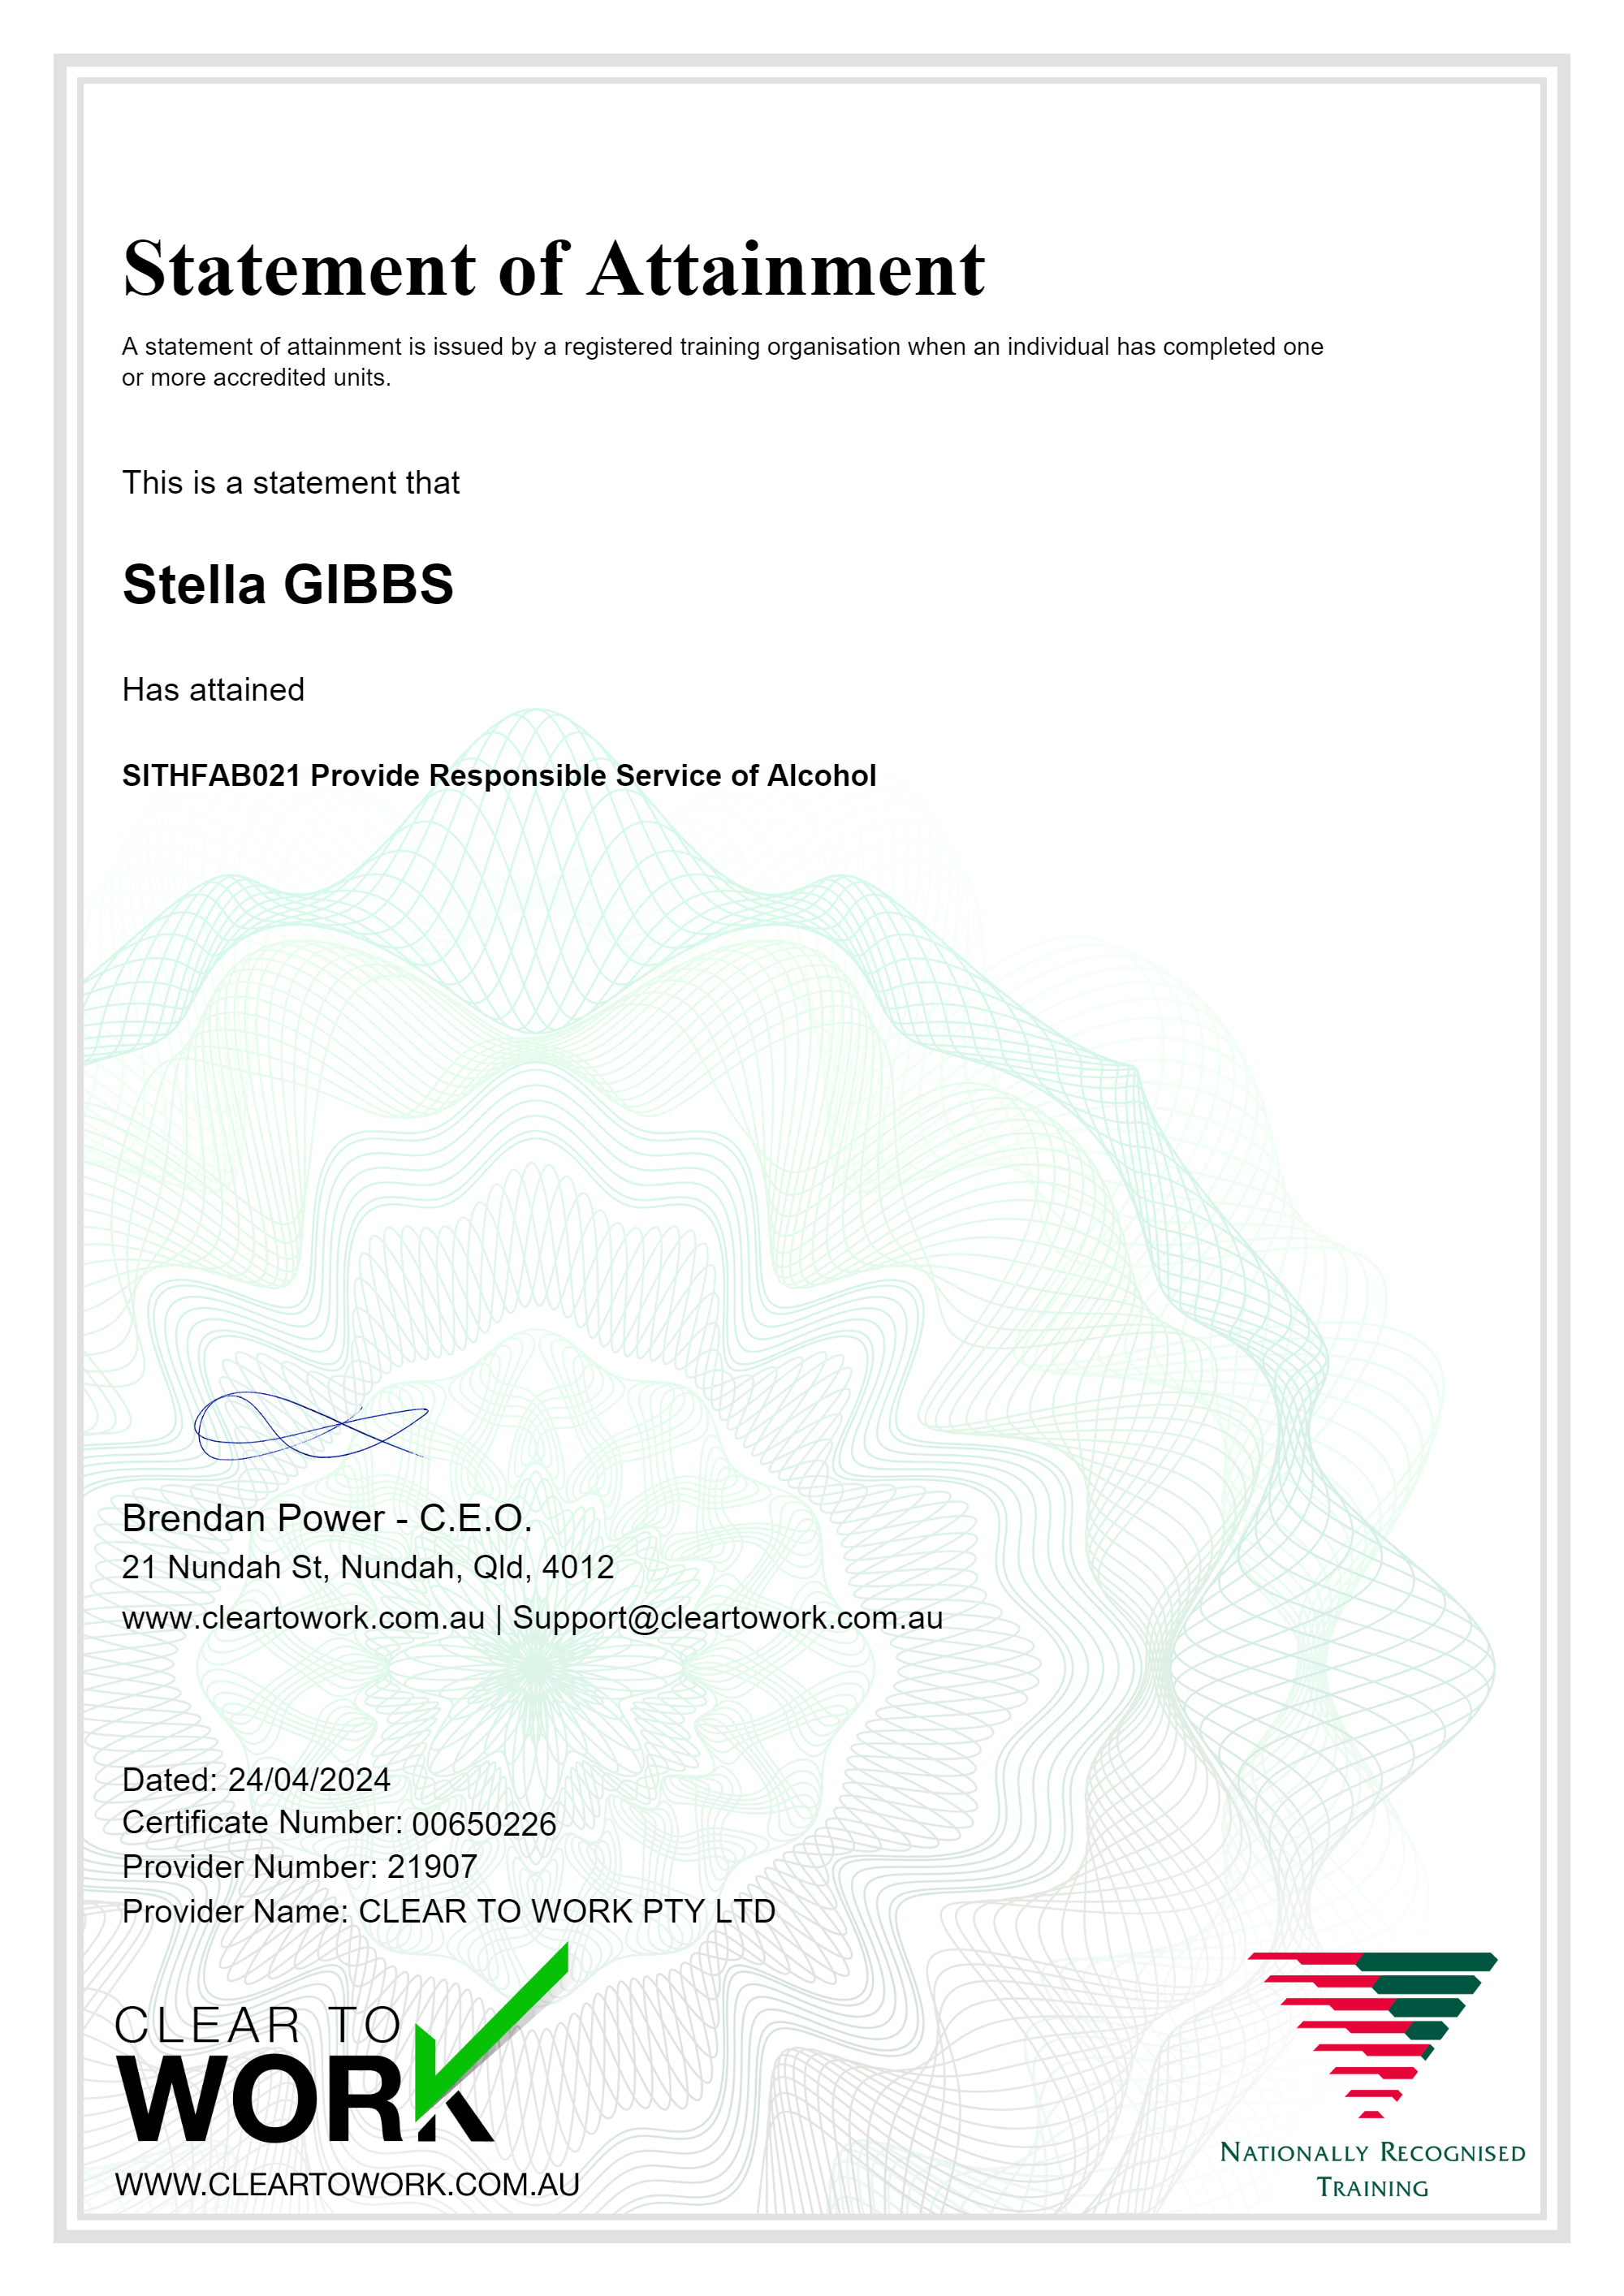 Statement of Attainment
A statement of attainment is issued by a registered training organisation when an individual has completed one
or more accredited units.
This is a statement that
Stella GIBBS
Has attained
SITHFAB021 Provide Responsible Service of Alcohol
Brendan Power - C.E.O.
21 Nundah St, Nundah, Qld, 4012
www.cleartowork.com.au | Support@cleartowork.com.au
Dated: 24/04/2024
Certificate Number: 00650226
Provider Number: 21907
Provider Name: CLEAR TO WORK PTY LTD
CLEAR TO
WORK
WWW.CLEARTOWORK.COM.AU
NATIONALLY RECOGNISED
TRAINING